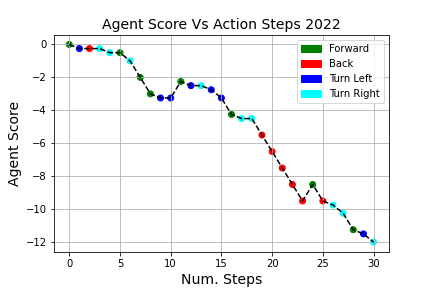 Agent Score Vs Action Steps 2022
Agent Score
0
−2
−4
−6
−8
−10
−12
Forward
Back
Turn Left
Turn Right
0 5 10 15 20 25 30
Num. Steps